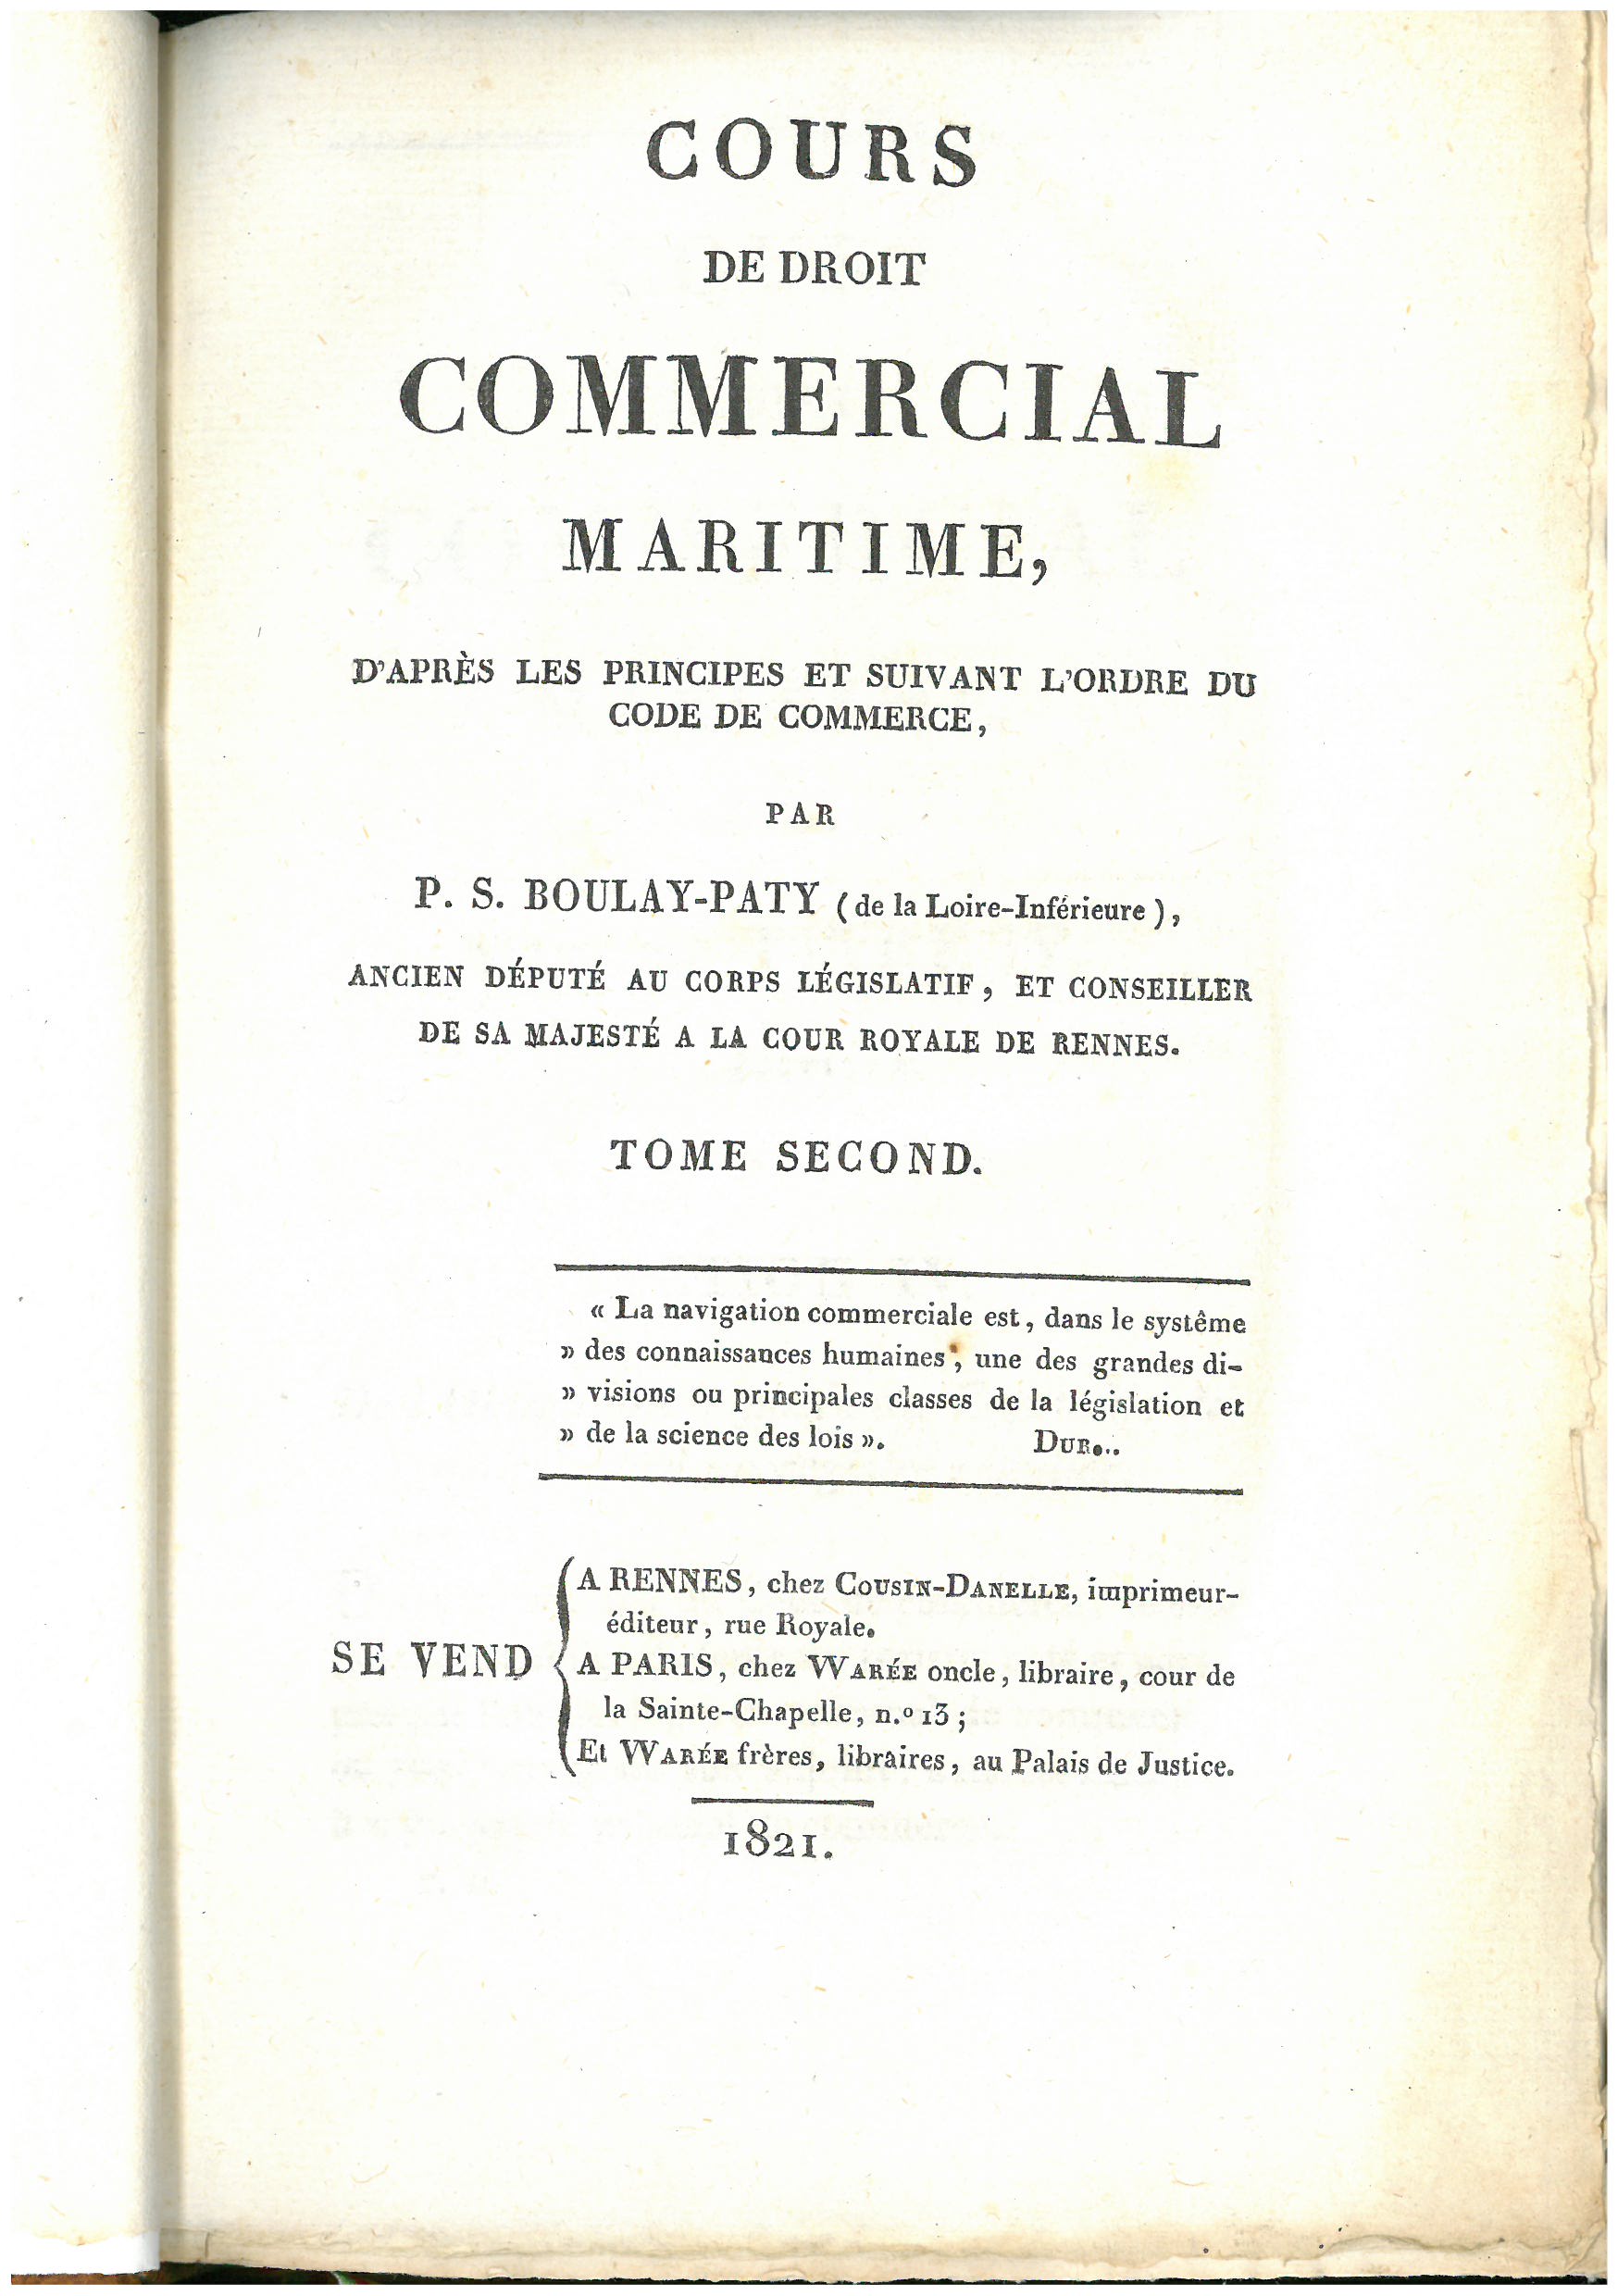 COURS
DE DROIT
COMMERCIAL
MARITIME,
D'APRÈS LES PRINCIPES ET SUIVANT L'ORDRE DU
CODE DE COMMERCE,
PAR
P. S. BOULAY-PATY (de la Loire-Inférieure),
ANCIEN DÉPUTÉ AU CORPS LÉGISLATIF, ET CONSEILLER
DE SA MAJESTÉ A LA COUR ROYALE DE RENNES.
TOME SECOND.
« La navigation commerciale est, dans le systême
» des connaissances humaines, une des grandes di-
» visions ou principales classes de la législation et
» de la science des lois ». DUR...
A RENNES, chez COUSIN-DANELLE, imprimeur-
éditeur, rue Royale.
SE VEND
A PARIS, chez WARÉE oncle, libraire, cour de
la Sainte-Chapelle, n.º 13;
Et WARÉE frères, libraires, au Palais de Justice.
1821.